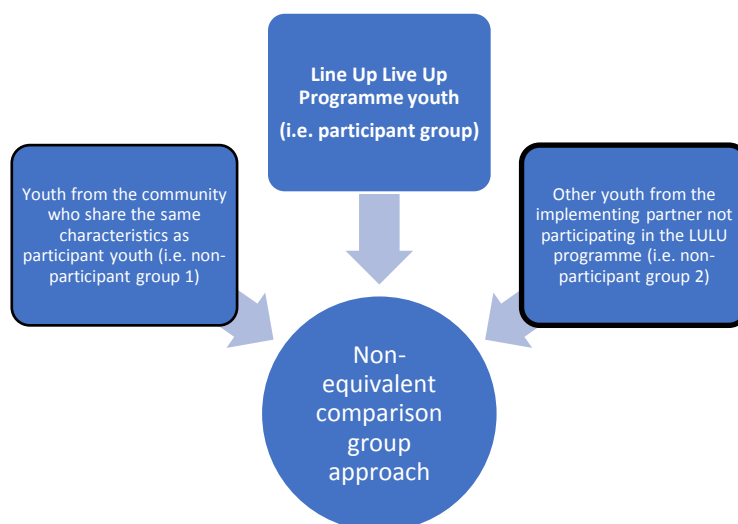 Line Up Live Up
Programme youth
(i.e. participant group)
Youth from the community
who share the same
characteristics as
participant youth (i.e. non-
participant group 1)
Other youth from the
implementing partner not
participating in the LULU
programme (i.e. non-
participant group 2)
Non-
equivalent
comparison
group
approach